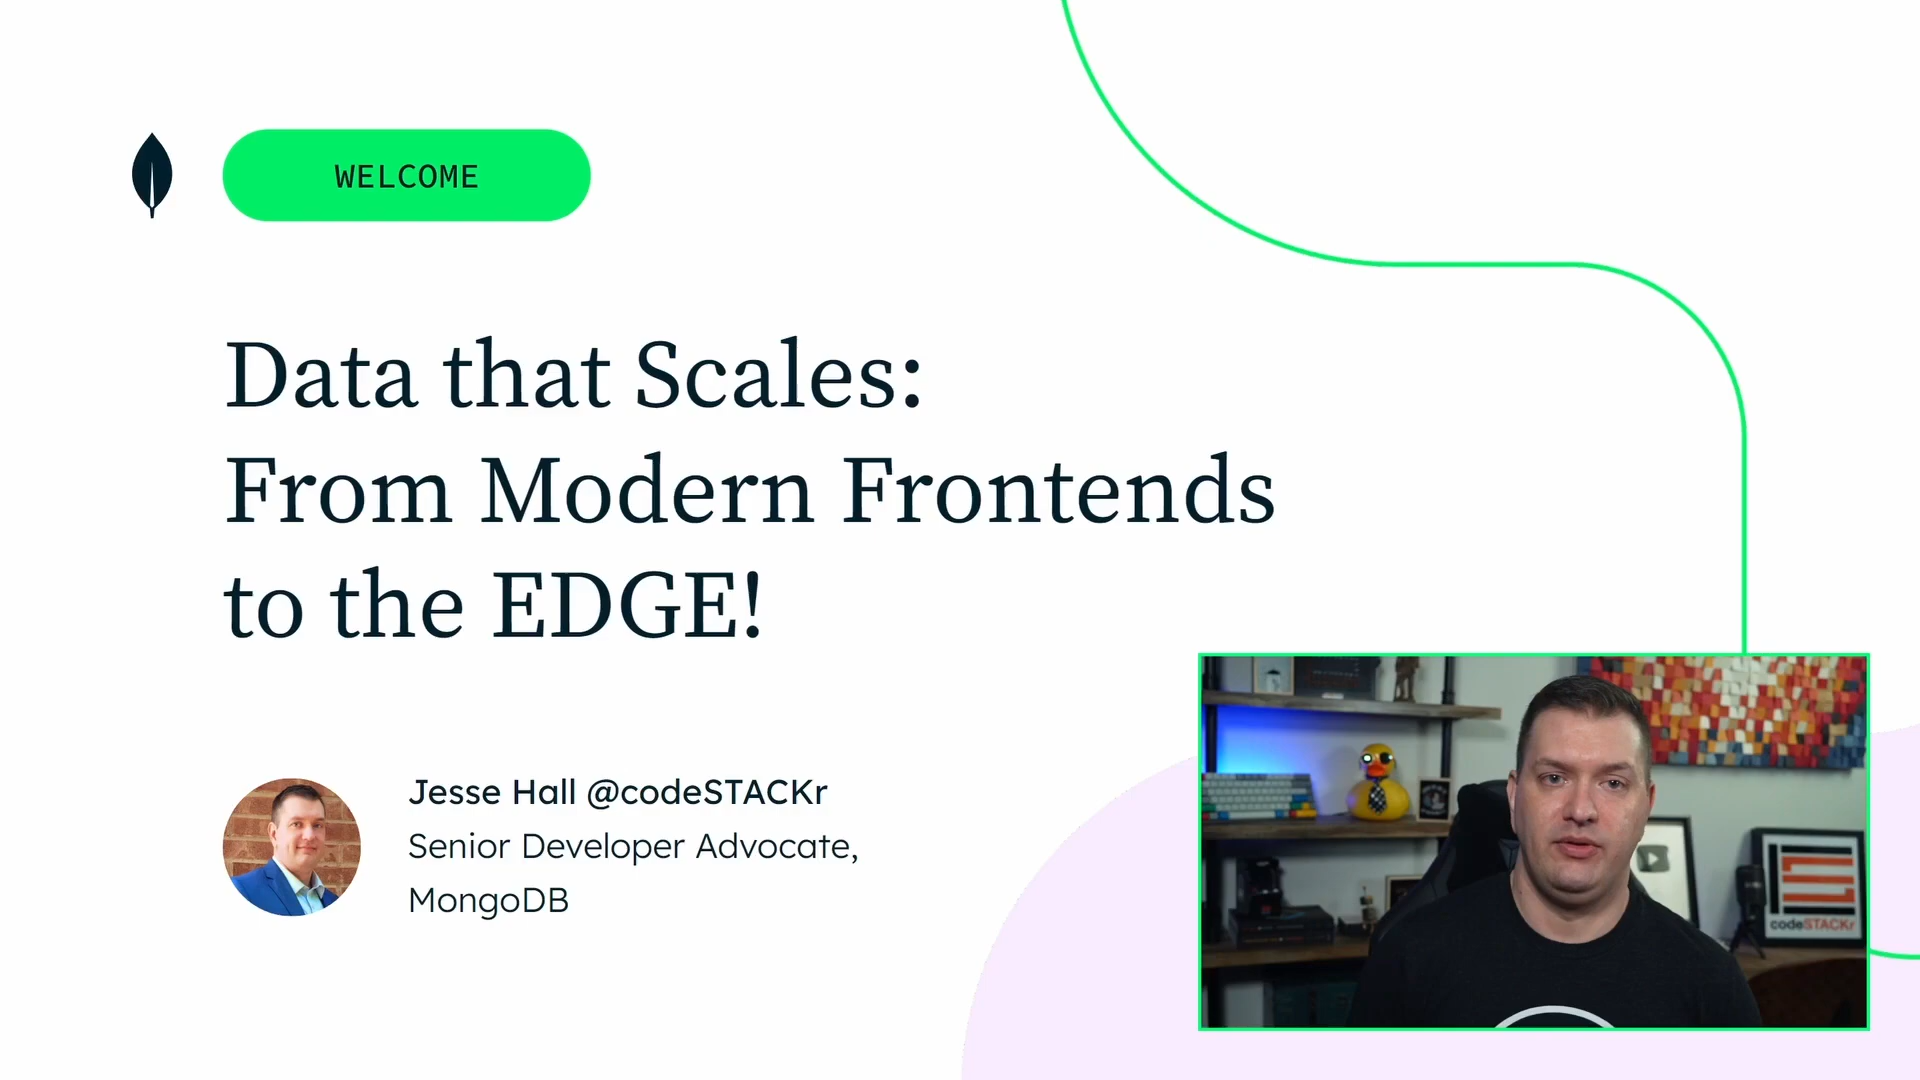 WELCOME
Data that Scales:
From Modern Frontends
to the EDGE!
Jesse Hall @codeSTACKr
Senior Developer Advocate,
MongoDB
codeSTACKr